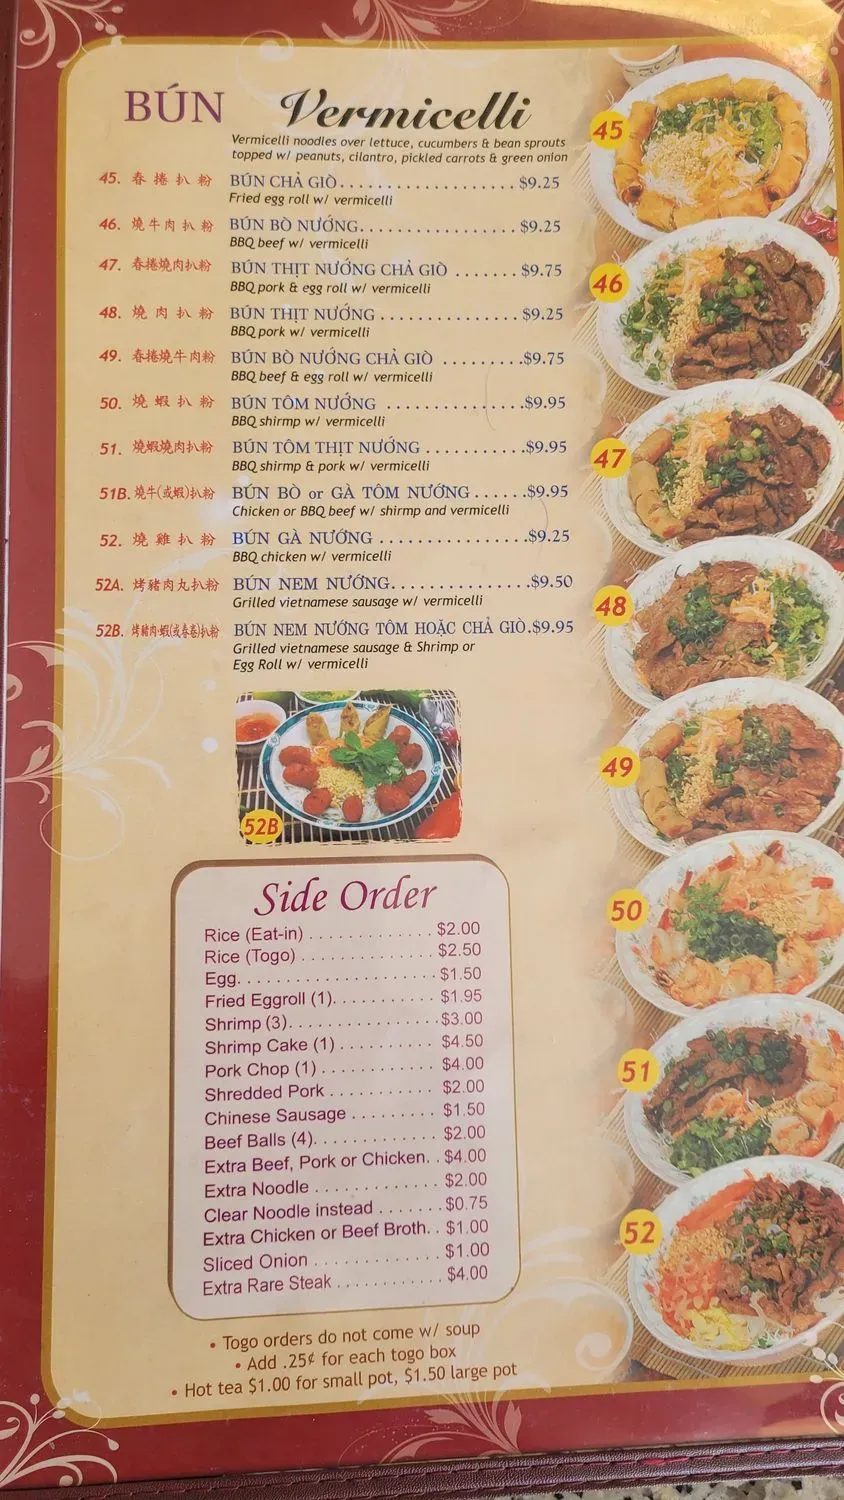 BÚN Vermicelli
Vermicelli noodles over lettuce, cucumbers & bean sprouts
topped w/ peanuts, cilantro, pickled carrots & green onion
45. 春捲扒粉 BÚN CHẢ GIÒ..................$9.25
Fried egg roll w/ vermicelli
46. 燒牛肉扒粉 BÚN BÒ NƯỚNG................$9.25
BBQ beef w/ vermicelli
47. 春捲燒肉扒粉 BÚN THỊT NƯỚNG CHẢ GIÒ .......$9.75
BBQ pork & egg roll w/ vermicelli
48. 燒肉扒粉 BÚN THỊT NƯỚNG..............$9.25
BBQ pork w/ vermicelli
49. 春捲燒牛肉粉 BÚN BÒ NƯỚNG CHẢ GIÒ .........$9.75
BBQ beef & egg roll w/ vermicelli
50. 燒蝦扒粉 BÚN TÔM NƯỚNG ..............$9.95
BBQ shirmp w/ vermicelli
51. 燒蝦燒肉扒粉 BÚN TÔM THỊT NƯỚNG...........$9.95
BBQ shirmp & pork w/ vermicelli
51B. 燒牛(或蝦)扒粉 BÚN BÒ or GÀ TÔM NƯỚNG......$9.95
Chicken or BBQ beef w/ shirmp and vermicelli
52. 燒雞扒粉 BÚN GÀ NƯỚNG ................$9.25
BBQ chicken w/ vermicelli
52A. 烤豬肉丸扒粉 BÚN NEM NƯỚNG...............$9.50
Grilled vietnamese sausage w/ vermicelli
52B. 烤豬肉蝦(或春卷)扒粉 BÚN NEM NƯỚNG TÔM HOẶC CHẢ GIÒ.$9.95
Grilled vietnamese sausage & Shrimp or
Egg Roll w/ vermicelli
52B
Side Order
Rice (Eat-in) ............. $2.00
Rice (Togo) .............. $2.50
Egg..................... $1.50
Fried Eggroll (1).......... $1.95
Shrimp (3)...............$3.00
Shrimp Cake (1) .......... $4.50
Pork Chop (1) ............ $4.00
Shredded Pork ........... $2.00
Chinese Sausage ......... $1.50
Beef Balls (4)............. $2.00
Extra Beef, Pork or Chicken.. $4.00
Extra Noodle ............. $2.00
Clear Noodle instead .......$0.75
Extra Chicken or Beef Broth.. $1.00
Sliced Onion ............. $1.00
Extra Rare Steak ............ $4.00
• Togo orders do not come w/ soup
• Add .25¢ for each togo box
• Hot tea $1.00 for small pot, $1.50 large pot
45
46
47
48
49
50
51
52